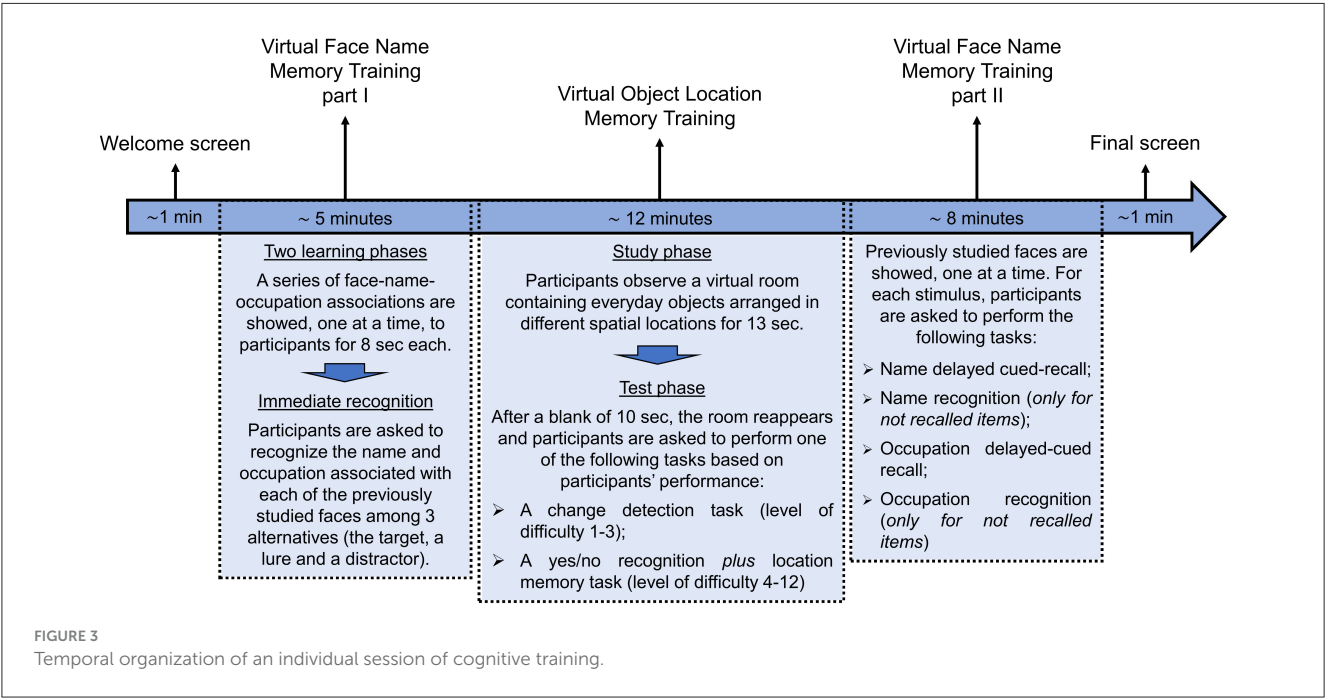 Virtual Face Name
Memory Training
part I
Virtual Face Name
Memory Training
part II
Virtual Object Location
Memory Training
Welcome screen
Final screen
~1 min
~ 5 minutes
~ 12 minutes
~ 8 minutes
~1 min
Two learning phases
A series of face-name-
occupation associations are
showed, one at a time, to
participants for 8 sec each.
Immediate recognition
Participants are asked to
recognize the name and
occupation associated with
each of the previously
studied faces among 3
alternatives (the target, a
lure and a distractor).
Study phase
Participants observe a virtual room
containing everyday objects arranged in
different spatial locations for 13 sec.
Test phase
After a blank of 10 sec, the room reappears
and participants are asked to perform one
of the following tasks based on
participants’ performance:
➢ A change detection task (level of
difficulty 1-3);
➢ A yes/no recognition plus location
memory task (level of difficulty 4-12)
Previously studied faces are
showed, one at a time. For
each stimulus, participants
are asked to perform the
following tasks:
➢ Name delayed cued-recall;
➢ Name recognition (only for
not recalled items);
➢ Occupation delayed-cued
recall;
➢ Occupation recognition
(only for not recalled
items)
FIGURE 3
Temporal organization of an individual session of cognitive training.